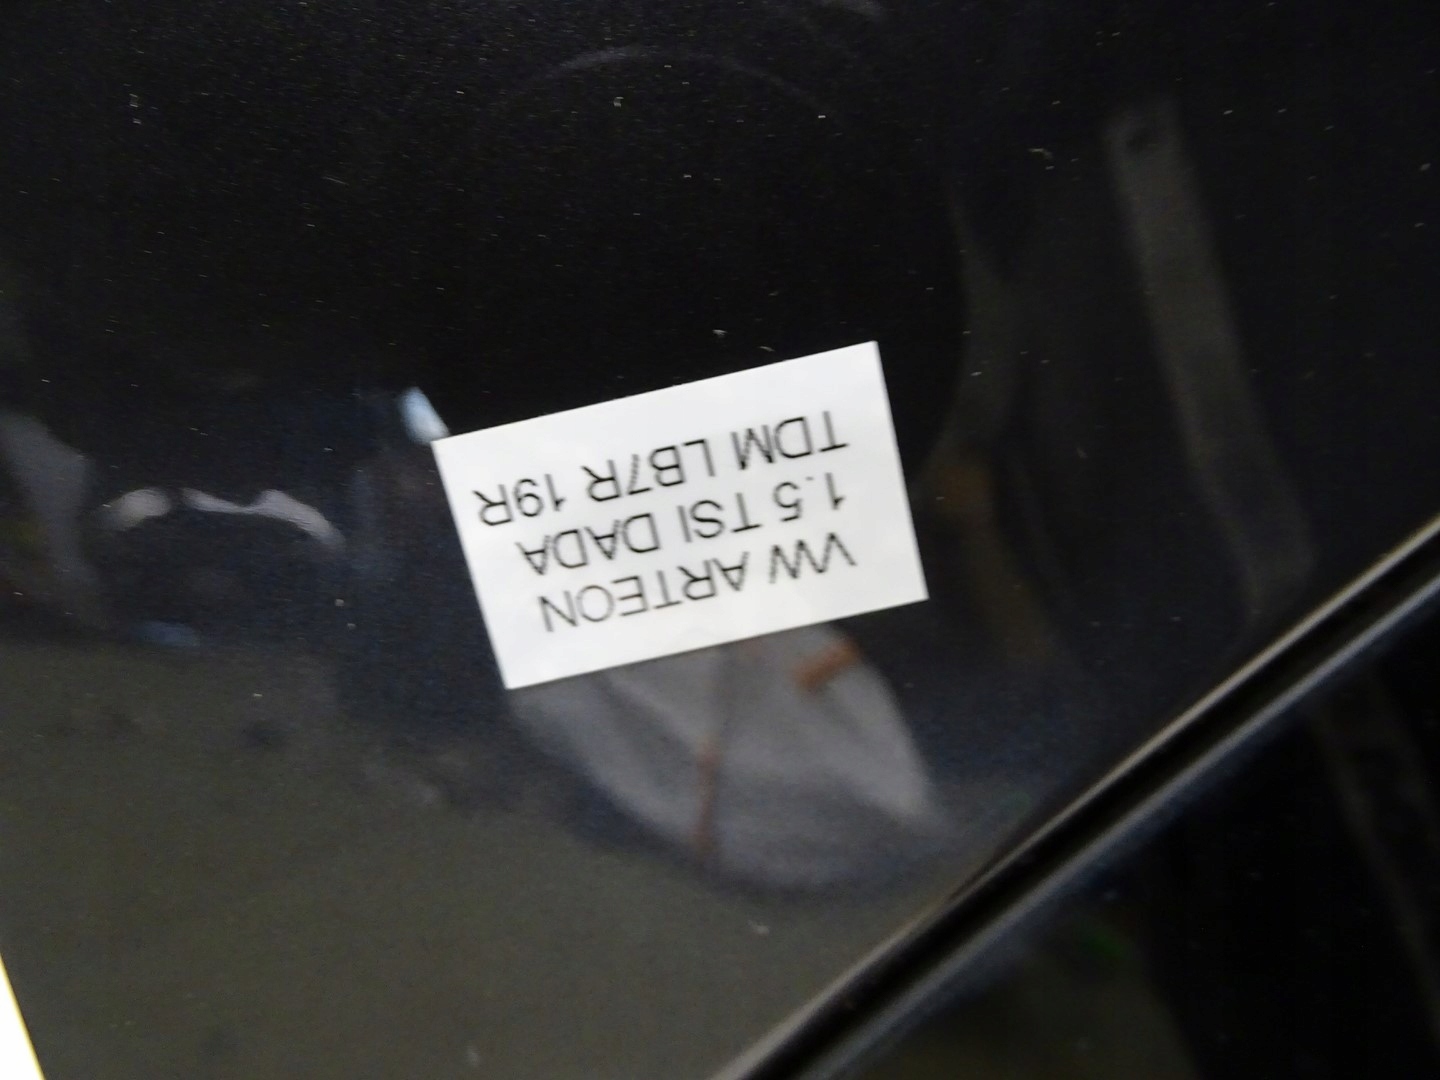 VW ARTEON
1.5 TSI DADA
TDM LB7R 19R